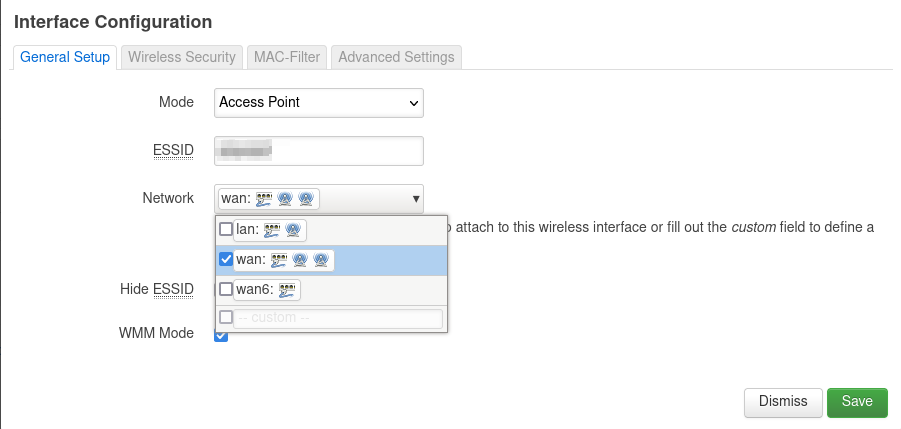 Interface Configuration
General Setup Wireless Security MAC-Filter Advanced Settings
Mode Access Point
ESSID
Network wan:
lan:
attach to this wireless interface or fill out the custom field to define a
wan:
Hide ESSID wan6:
-- custom --
WMM Mode
Dismiss Save